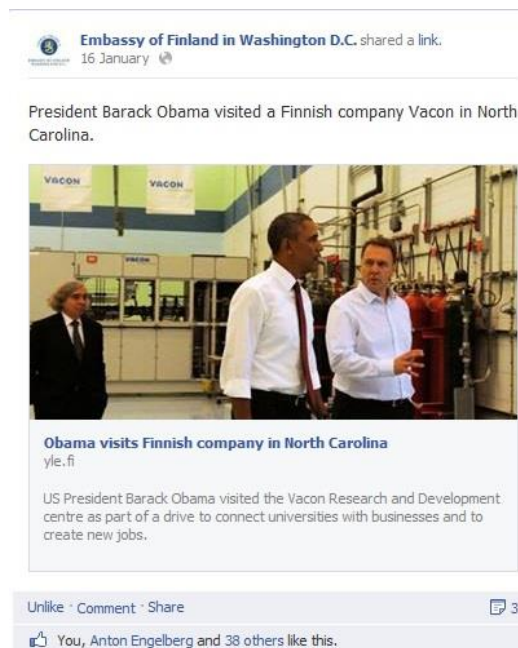 Embassy of Finland in Washington D.C. shared a link.
16 January
President Barack Obama visited a Finnish company Vacon in North
Carolina.
VACON
VACON
VACON
Obama visits Finnish company in North Carolina
yle.fi
US President Barack Obama visited the Vacon Research and Development
centre as part of a drive to connect universities with businesses and to
create new jobs.
Unlike · Comment · Share
3
You, Anton Engelberg and 38 others like this.